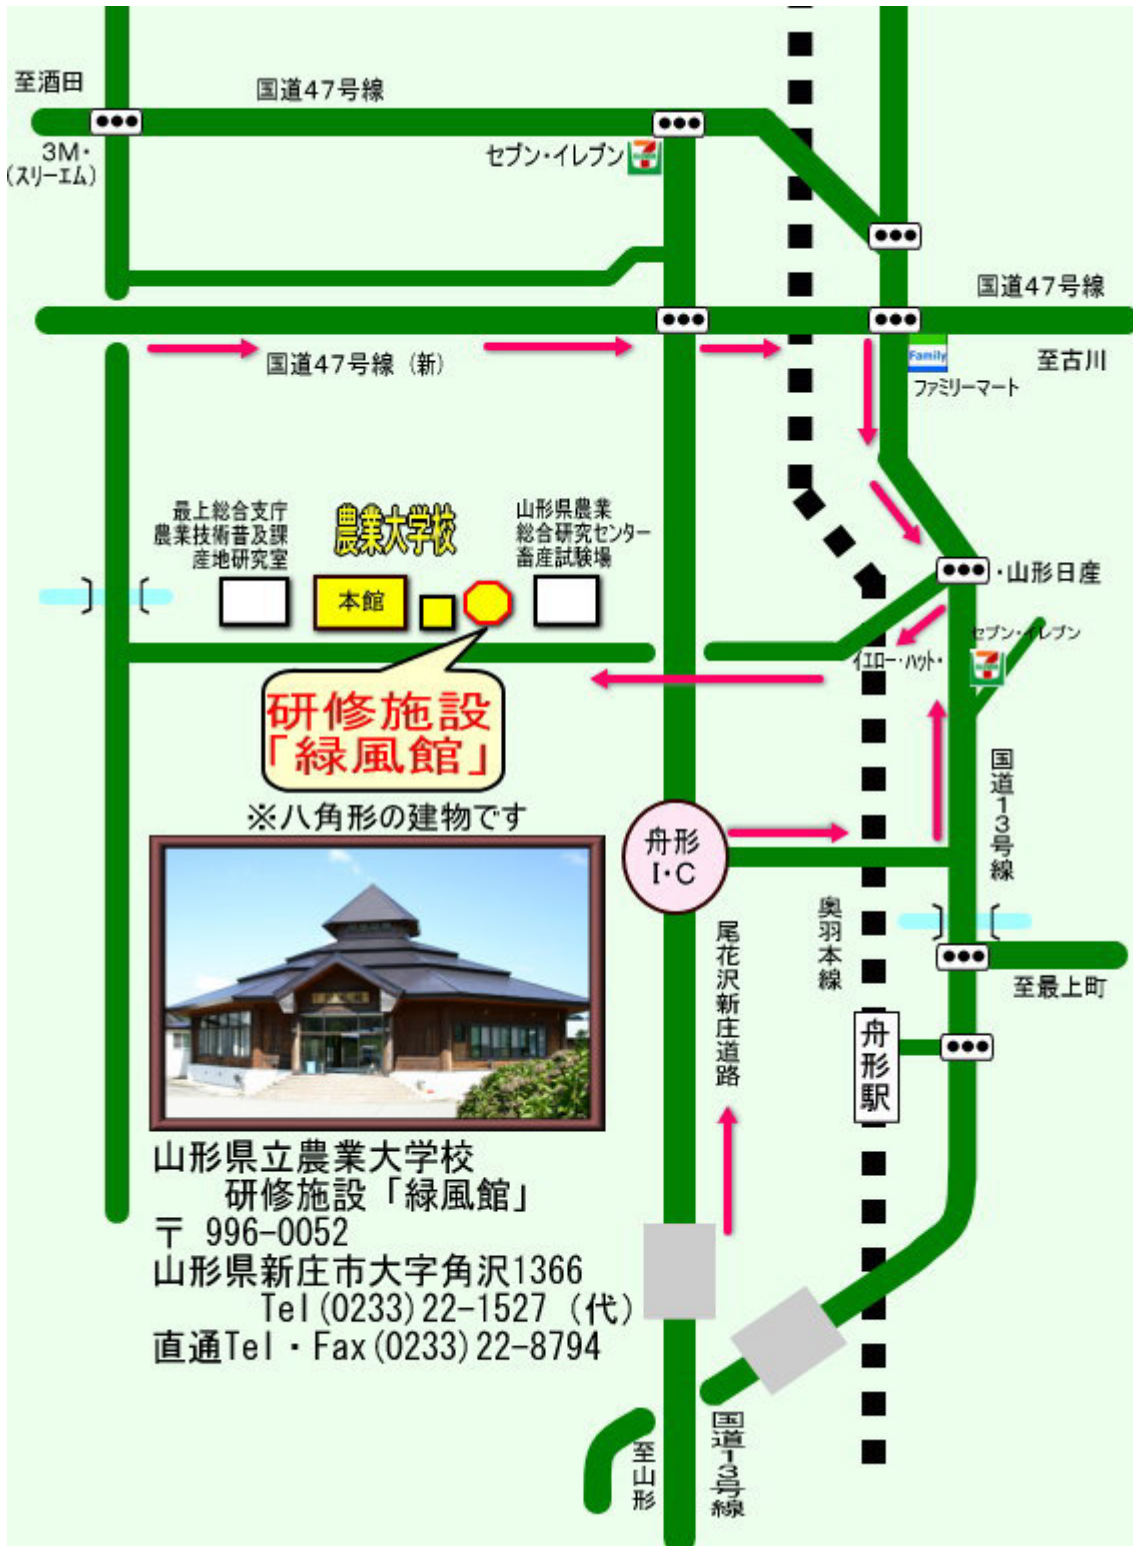 至酒田
国道47号線
3M・
(スリーエム)
セブン・イレブン
国道47号線
国道47号線（新）
至古川
Family
ファミリーマート
最上総合支庁
農業技術普及課
産地研究室
農業大学校
本館
山形県農業
総合研究センター
畜産試験場
・山形日産
セブン・イレブン
イエロー・ハット・
研修施設
「緑風館」
※八角形の建物です
国道13号線
舟形
I・C
奥羽本線
尾花沢新庄道路
至最上町
舟形駅
山形県立農業大学校
研修施設「緑風館」
〒 996-0052
山形県新庄市大字角沢1366
Tel(0233)22-1527（代）
直通Tel・Fax(0233)22-8794
国道13号線
至山形